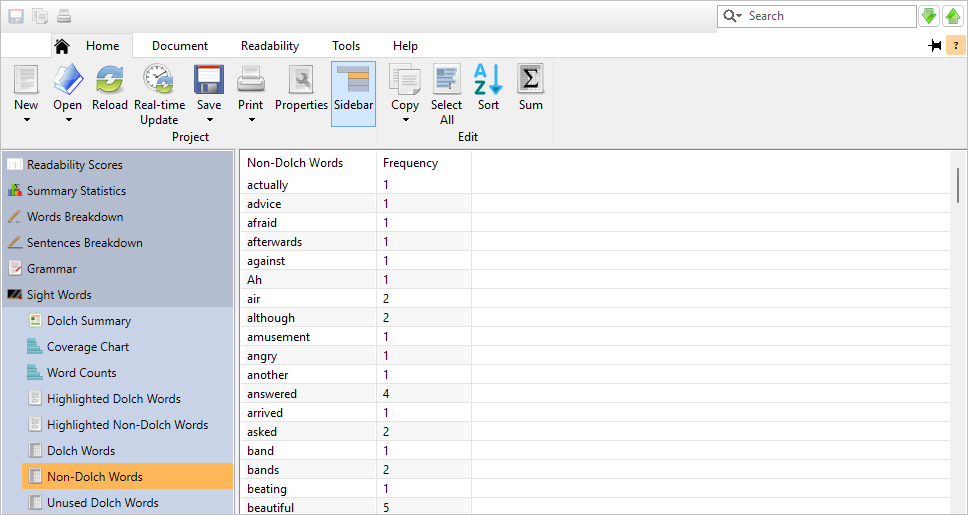 Search
?
Home Document Readability Tools Help
New Open Reload Real-time Update Save Print Properties Sidebar Copy Select All Sort Sum
Project Edit
Readability Scores
Summary Statistics
Words Breakdown
Sentences Breakdown
Grammar
Sight Words
Dolch Summary
Coverage Chart
Word Counts
Highlighted Dolch Words
Highlighted Non-Dolch Words
Dolch Words
Non-Dolch Words
Unused Dolch Words
Non-Dolch Words Frequency
actually 1
advice 1
afraid 1
afterwards 1
against 1
Ah 1
air 2
although 2
amusement 1
angry 1
another 1
answered 4
arrived 1
asked 2
band 1
bands 2
beating 1
beautiful 5